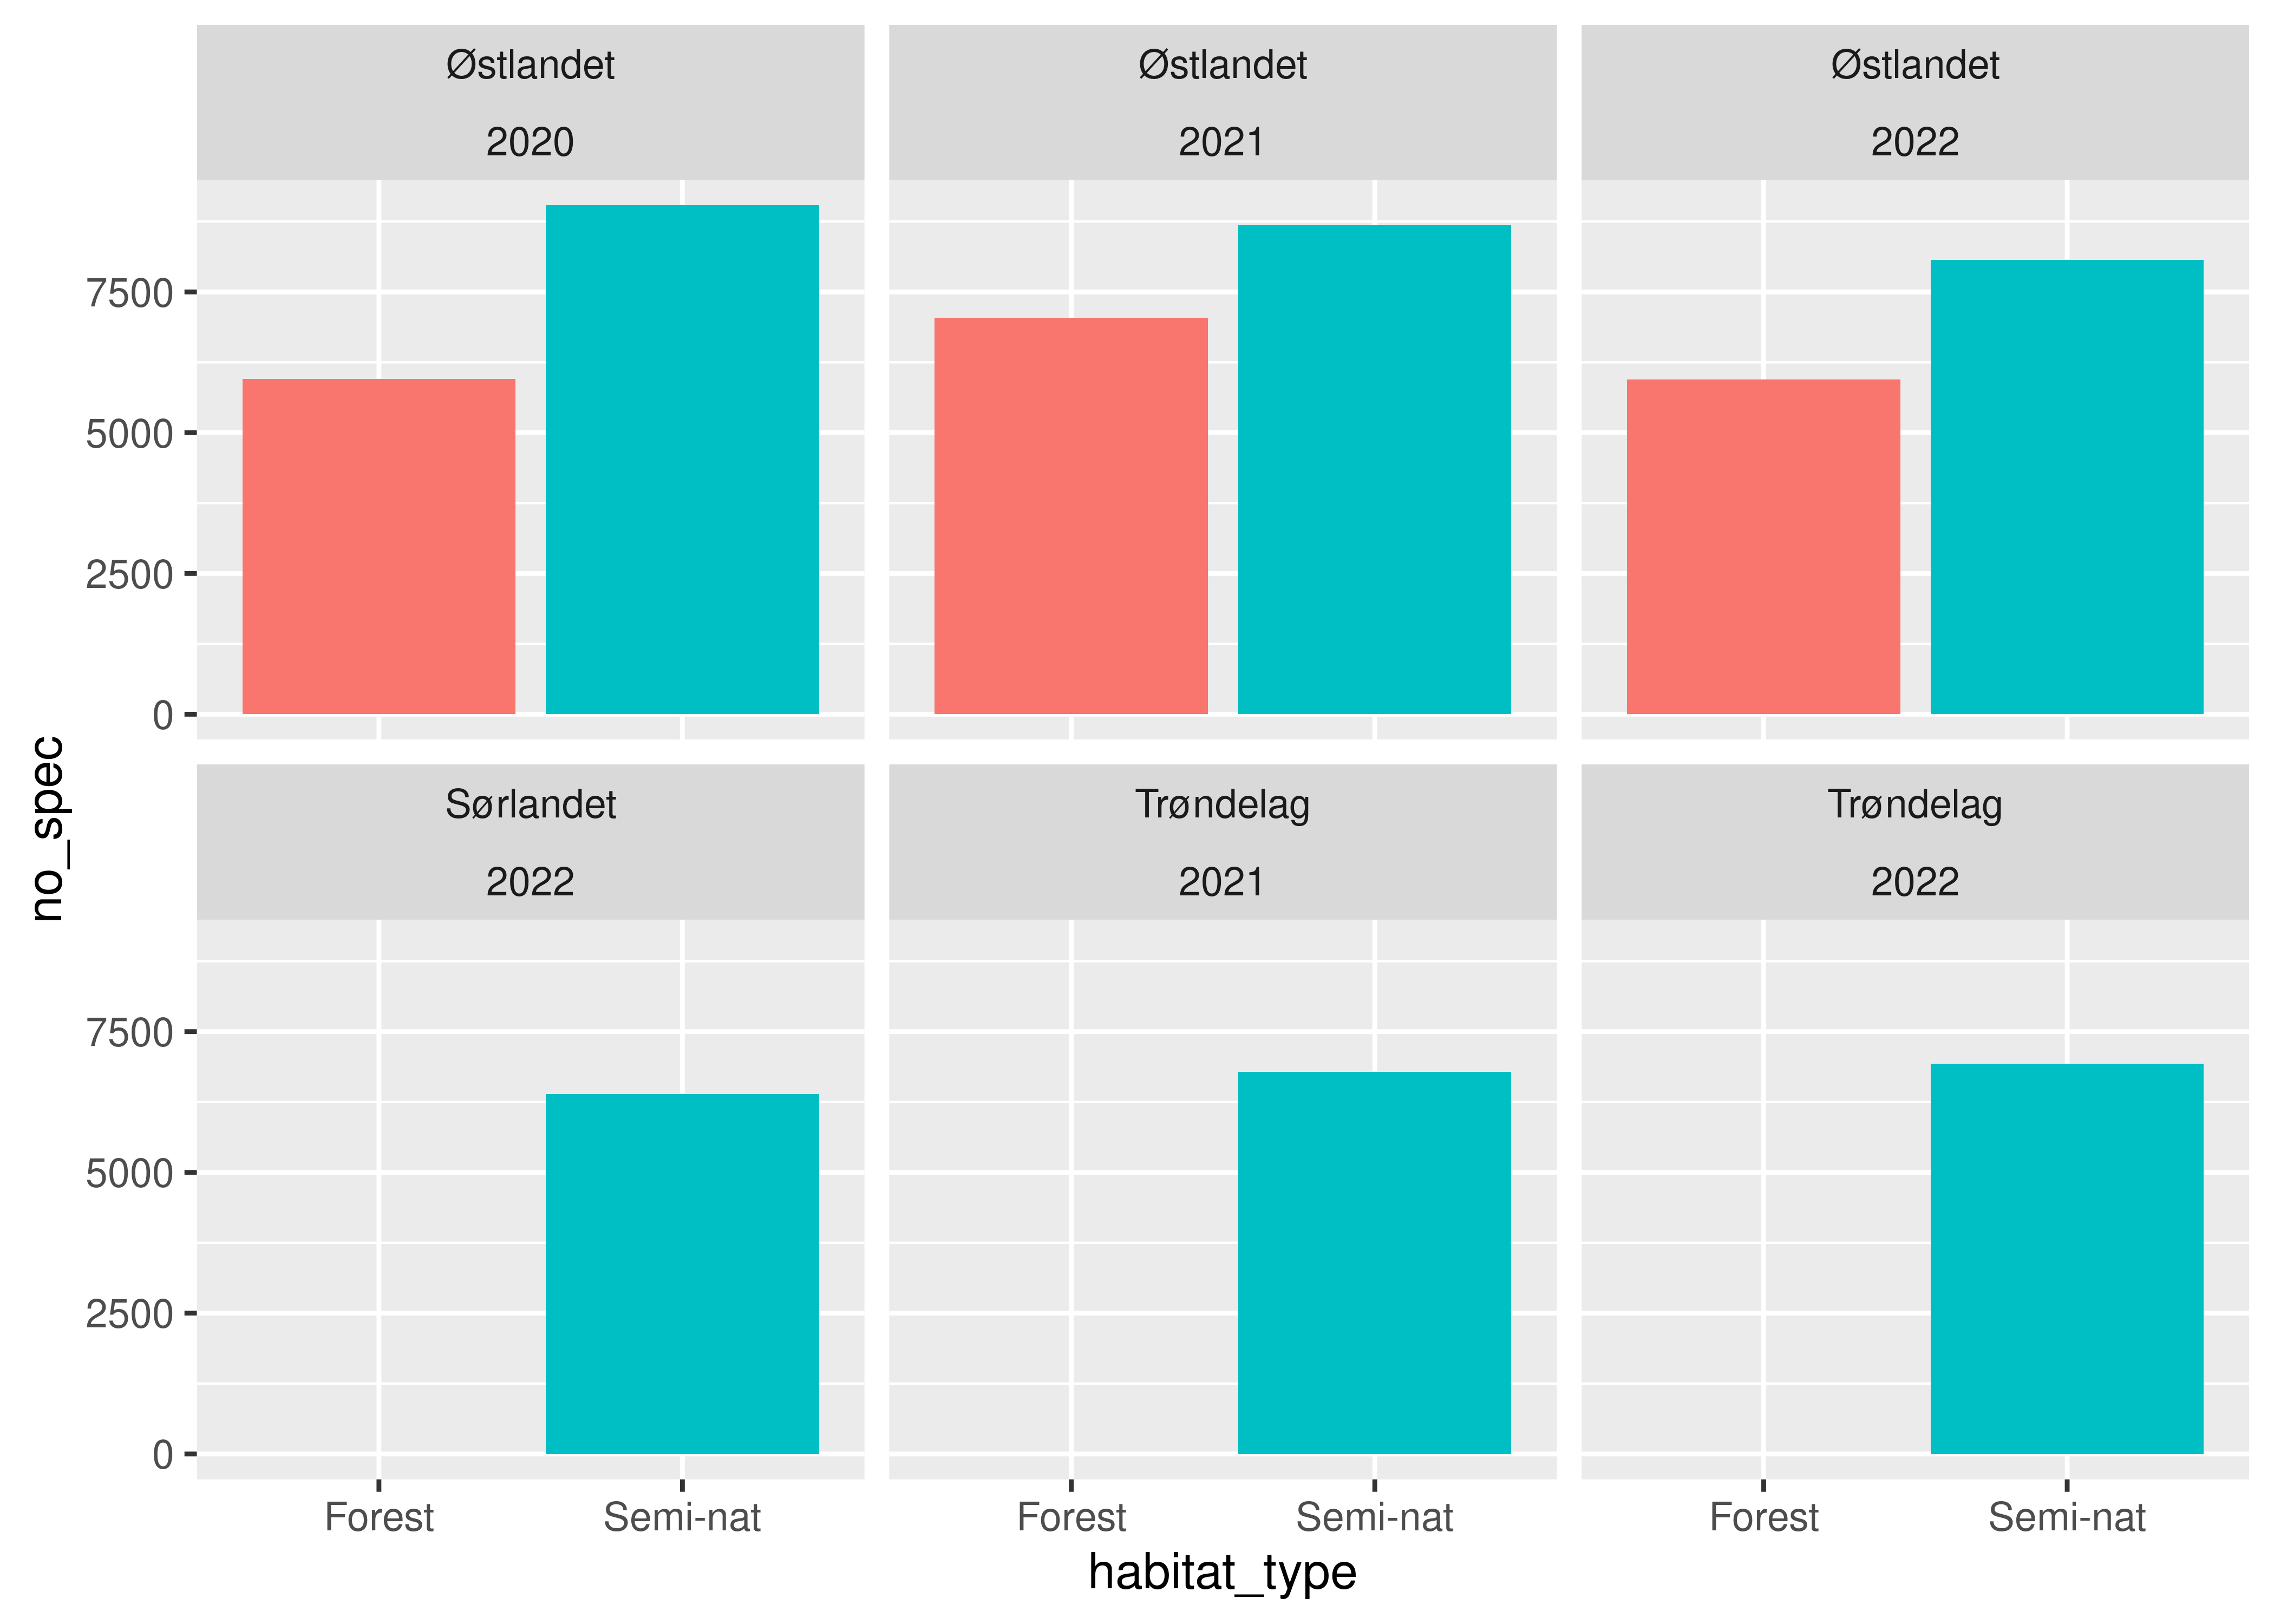 Østlandet
2020
Østlandet
2021
Østlandet
2022
7500
5000
2500
0
Sørlandet
2022
Trøndelag
2021
Trøndelag
2022
7500
5000
2500
0
Forest
Semi-nat
Forest
Semi-nat
Forest
Semi-nat
habitat_type
no_spec